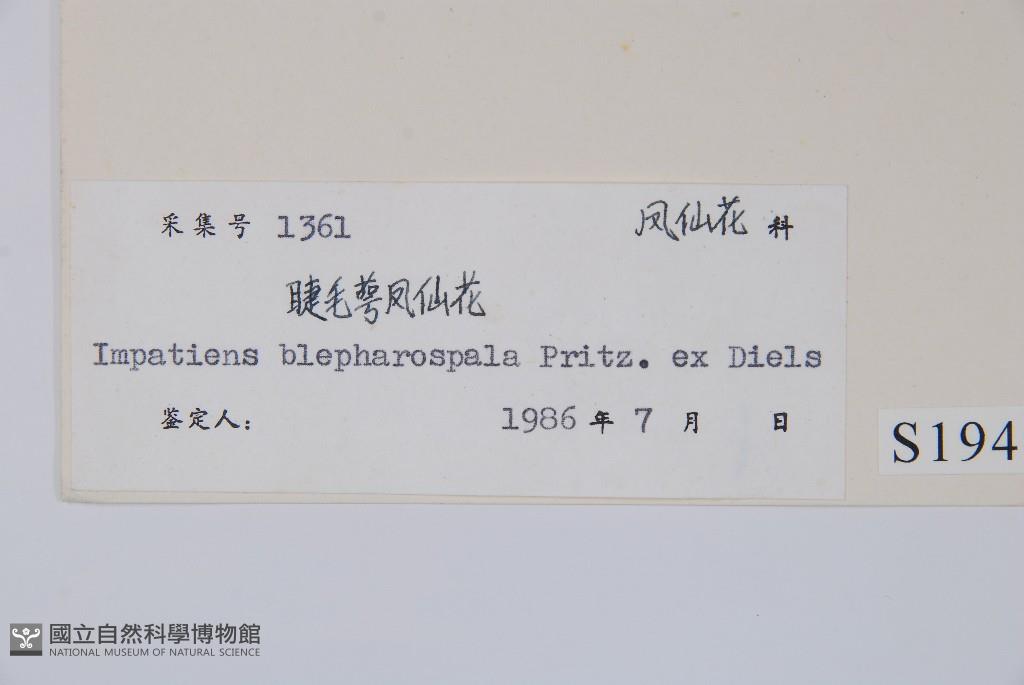 采集号 1361 凤仙花 科
睫毛萼凤仙花
Impatiens blepharospala Pritz. ex Diels
鉴定人: 1986 年 7 月 日
S194
國立自然科學博物館
NATIONAL MUSEUM OF NATURAL SCIENCE